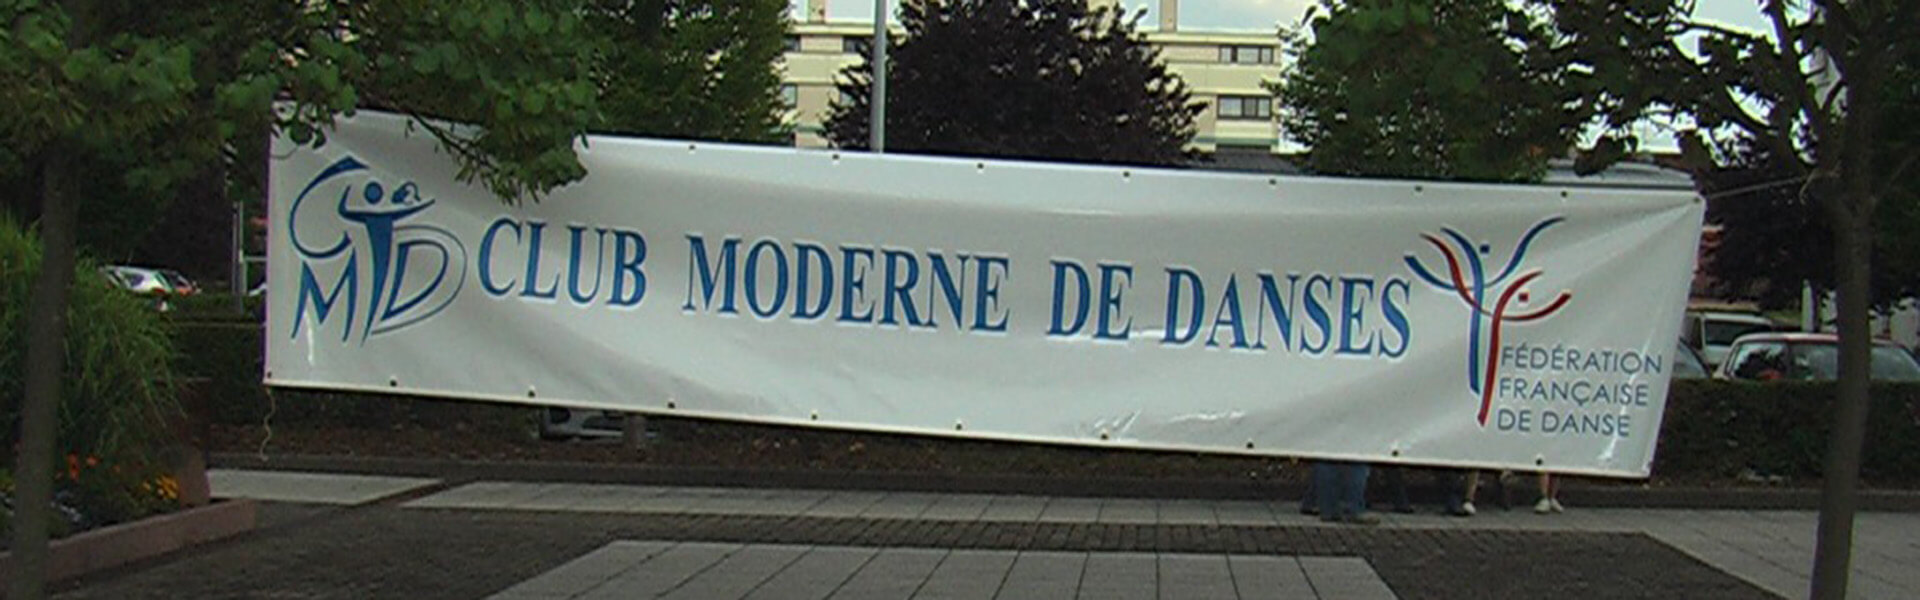 CMD
CLUB MODERNE DE DANSES
FÉDÉRATION
FRANÇAISE
DE DANSE